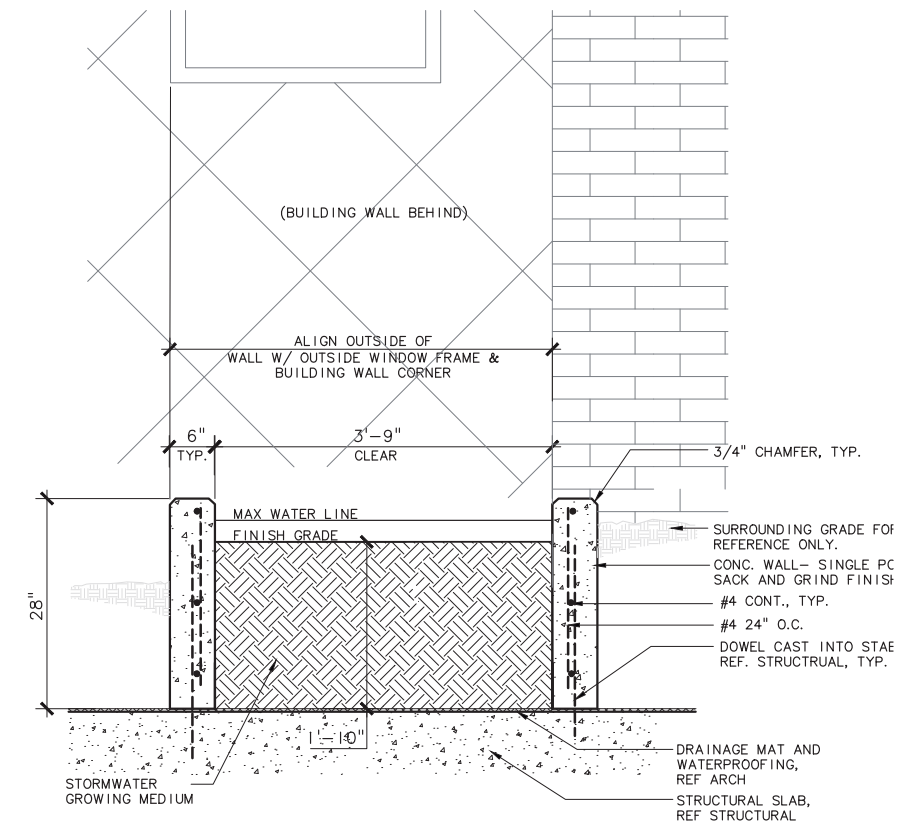 (BUILDING WALL BEHIND)
ALIGN OUTSIDE OF
WALL W/ OUTSIDE WINDOW FRAME &
BUILDING WALL CORNER
6"
TYP.
3'-9"
CLEAR
3/4" CHAMFER, TYP.
MAX WATER LINE
FINISH GRADE
SURROUNDING GRADE FOR
REFERENCE ONLY.
CONC. WALL- SINGLE PO
SACK AND GRIND FINISH
28"
#4 CONT., TYP.
#4 24" O.C.
DOWEL CAST INTO
REF. STRUCTRUAL, TYP.
1'-10"
DRAINAGE MAT AND
WATERPROOFING,
REF ARCH
STORMWATER
GROWING MEDIUM
STRUCTURAL SLAB,
REF STRUCTURAL